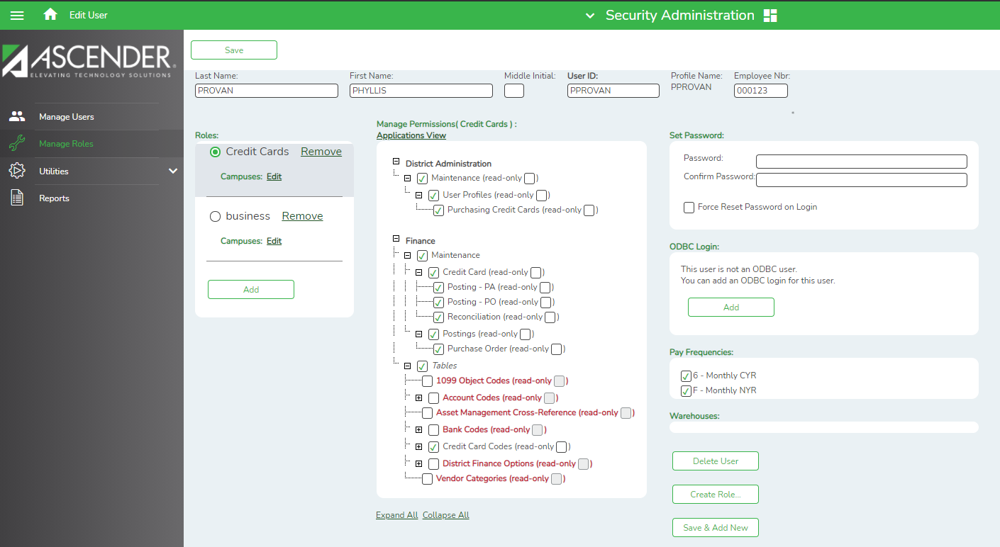 Edit User
Security Administration
ASCENDER
ELEVATING TECHNOLOGY SOLUTIONS
Manage Users
Manage Roles
Utilities
Reports
Save
Last Name: First Name: Middle Initial: User ID: Profile Name: Employee Nbr:
PROVAN PHYLLIS PPROVAN PPROVAN 000123
Roles:
Credit Cards Remove
Campuses: Edit
business Remove
Campuses: Edit
Add
Manage Permissions( Credit Cards ) :
Applications View
District Administration
Maintenance (read-only )
User Profiles (read-only )
Purchasing Credit Cards (read-only )
Finance
Maintenance
Credit Card (read-only )
Posting - PA (read-only )
Posting - PO (read-only )
Reconciliation (read-only )
Postings (read-only )
Purchase Order (read-only )
Tables
1099 Object Codes (read-only )
Account Codes (read-only )
Asset Management Cross-Reference (read-only )
Bank Codes (read-only )
Credit Card Codes (read-only )
District Finance Options (read-only )
Vendor Categories (read-only )
Expand All Collapse All
Set Password:
Password:
Confirm Password:
Force Reset Password on Login
ODBC Login:
This user is not an ODBC user.
You can add an ODBC login for this user.
Add
Pay Frequencies:
6 - Monthly CYR
F - Monthly NYR
Warehouses:
Delete User
Create Role...
Save & Add New